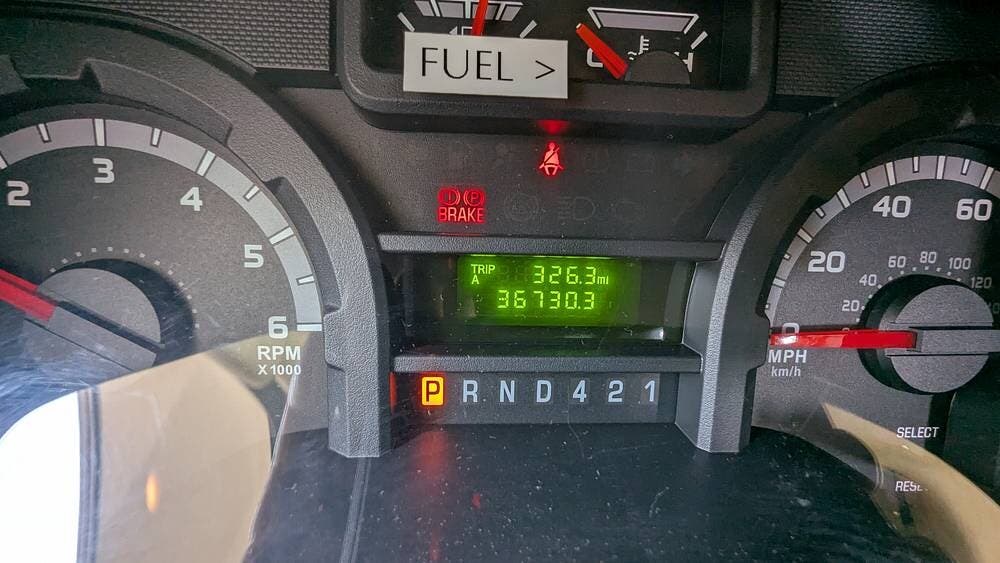 FUEL >
C H
BRAKE
2 3 4 5 6
RPM
X1000
TRIP A 326.3 mi
36730.3
P R N D 4 2 1
0 20 40 60
20 40 60 80 100 120
MPH
km/h
SELECT